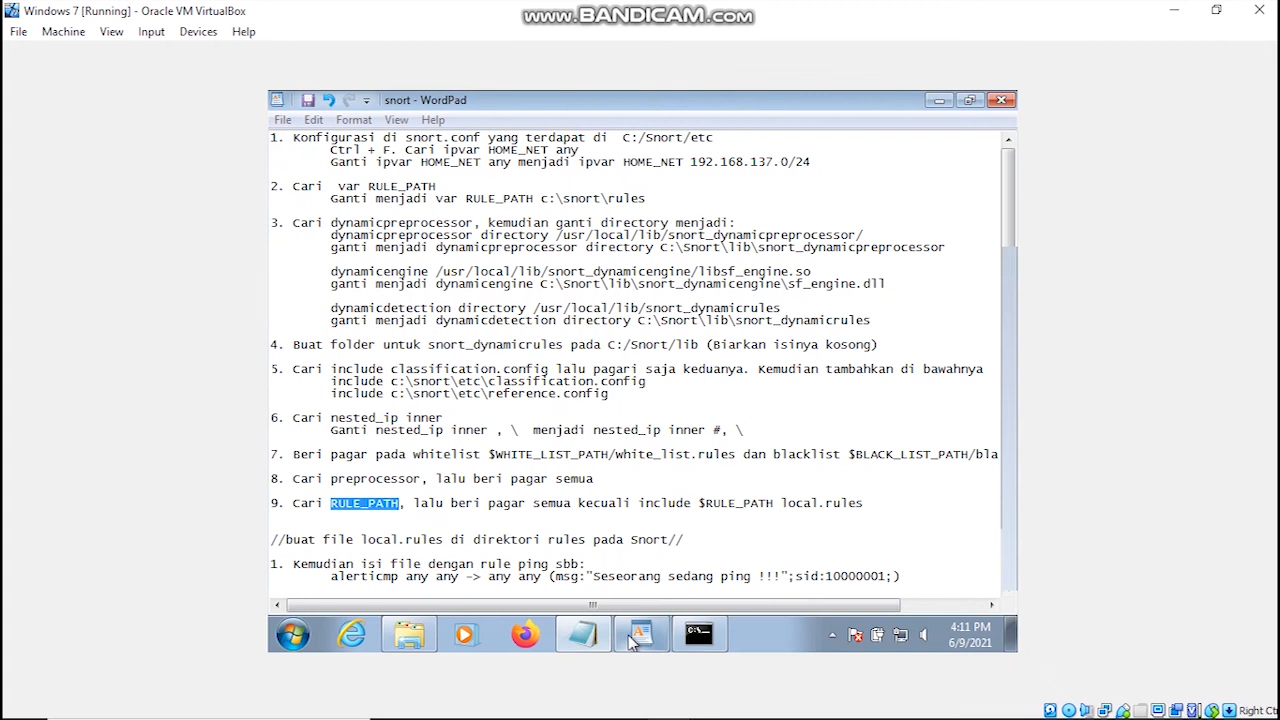 Windows 7 [Running] - Oracle VM VirtualBox
www.BANDICAM.com
File Machine View Input Devices Help
snort - WordPad
File Edit Format View Help
1. Konfigurasi di snort.conf yang terdapat di C:/Snort/etc
Ctrl + F. Cari ipvar HOME_NET any
Ganti ipvar HOME_NET any menjadi ipvar HOME_NET 192.168.137.0/24
2. Cari var RULE_PATH
Ganti menjadi var RULE_PATH c:\snort\rules
3. Cari dynamicpreprocessor, kemudian ganti directory menjadi:
dynamicpreprocessor directory /usr/local/lib/snort_dynamicpreprocessor/
ganti menjadi dynamicpreprocessor directory C:\Snort\lib\snort_dynamicpreprocessor
dynamicengine /usr/local/lib/snort_dynamicengine/libsf_engine.so
ganti menjadi dynamicengine C:\Snort\lib\snort_dynamicengine\sf_engine.dll
dynamicdetection directory /usr/local/lib/snort_dynamicrules
ganti menjadi dynamicdetection directory C:\Snort\lib\snort_dynamicrules
4. Buat folder untuk snort_dynamicrules pada C:/Snort/lib (Biarkan isinya kosong)
5. Cari include classification.config lalu pagari saja keduanya. Kemudian tambahkan di bawahnya
include c:\snort\etc\classification.config
include c:\snort\etc\reference.config
6. Cari nested_ip inner
Ganti nested_ip inner , \ menjadi nested_ip inner #, \
7. Beri pagar pada whitelist $WHITE_LIST_PATH/white_list.rules dan blacklist $BLACK_LIST_PATH/bla
8. Cari preprocessor, lalu beri pagar semua
9. Cari RULE_PATH, lalu beri pagar semua kecuali include $RULE_PATH local.rules
//buat file local.rules di direktori rules pada Snort//
1. Kemudian isi file dengan rule ping sbb:
alerticmp any any -> any any (msg:"Seseorang sedang ping !!!";sid:10000001;)
4:11 PM
6/9/2021
Right Ct